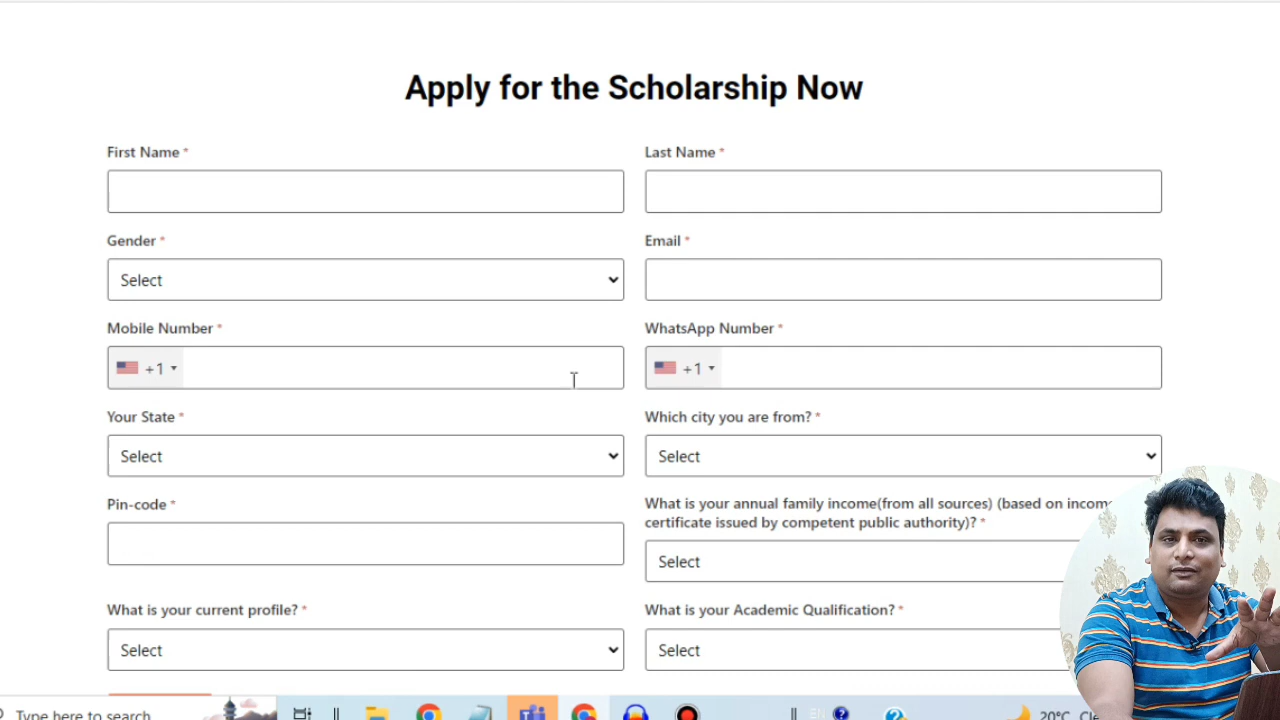 Apply for the Scholarship Now
First Name *
Last Name *
Gender *
Email *
Select
Mobile Number *
WhatsApp Number *
+1
+1
Your State *
Which city you are from? *
Select
Select
Pin-code *
What is your annual family income(from all sources) (based on income
certificate issued by competent public authority)? *
Select
What is your current profile? *
What is your Academic Qualification? *
Select
Select
Type here to search
EN
20°C